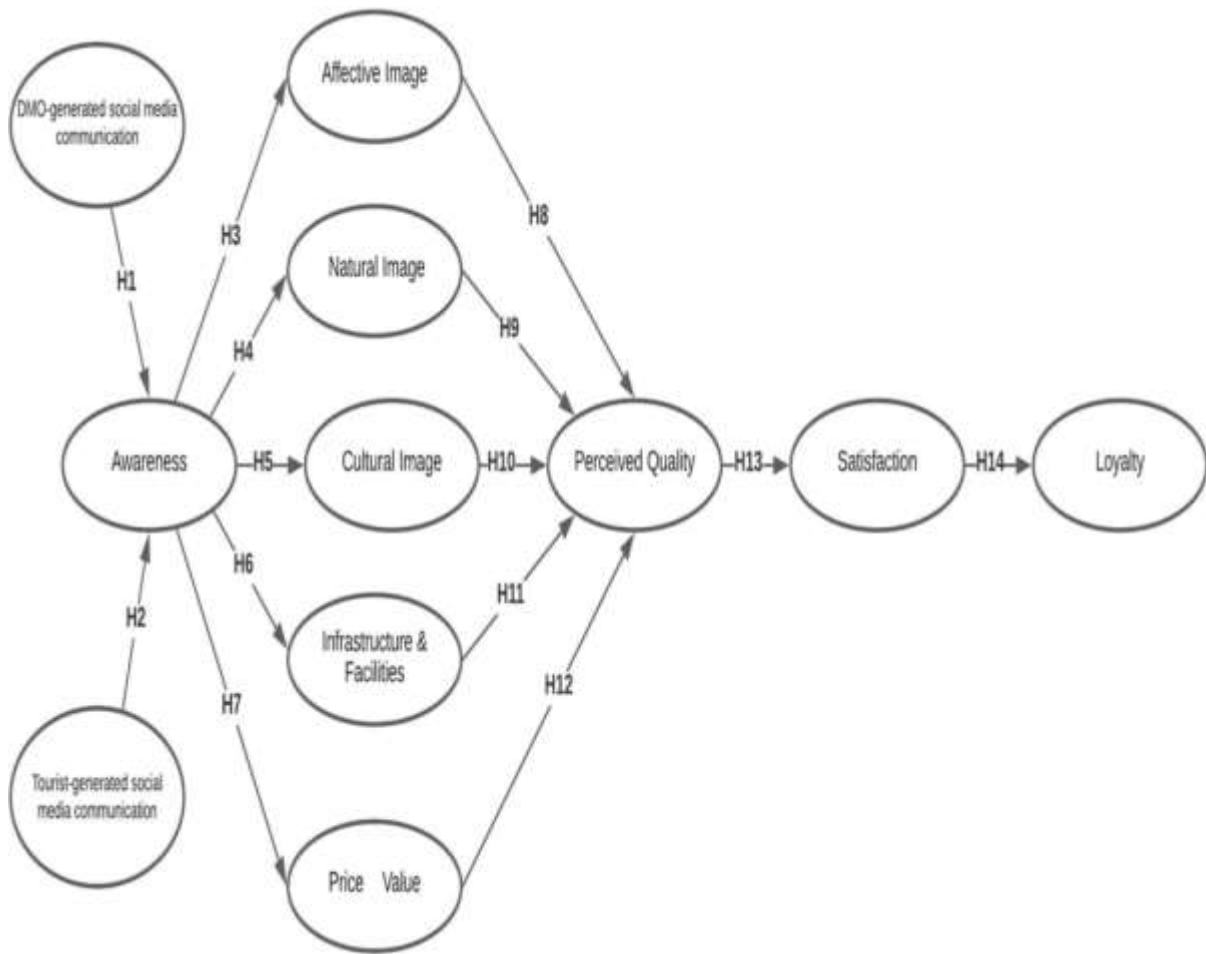 Affective Image
DMO-generated social media
communication
H3
H8
Natural Image
H1
H4
H9
Awareness
H5
Cultural Image
H10
Perceived Quality
H13
Satisfaction
H14
Loyalty
H6
H2
H11
Infrastructure &
Facilities
H7
H12
Tourist-generated social
media communication
Price Value